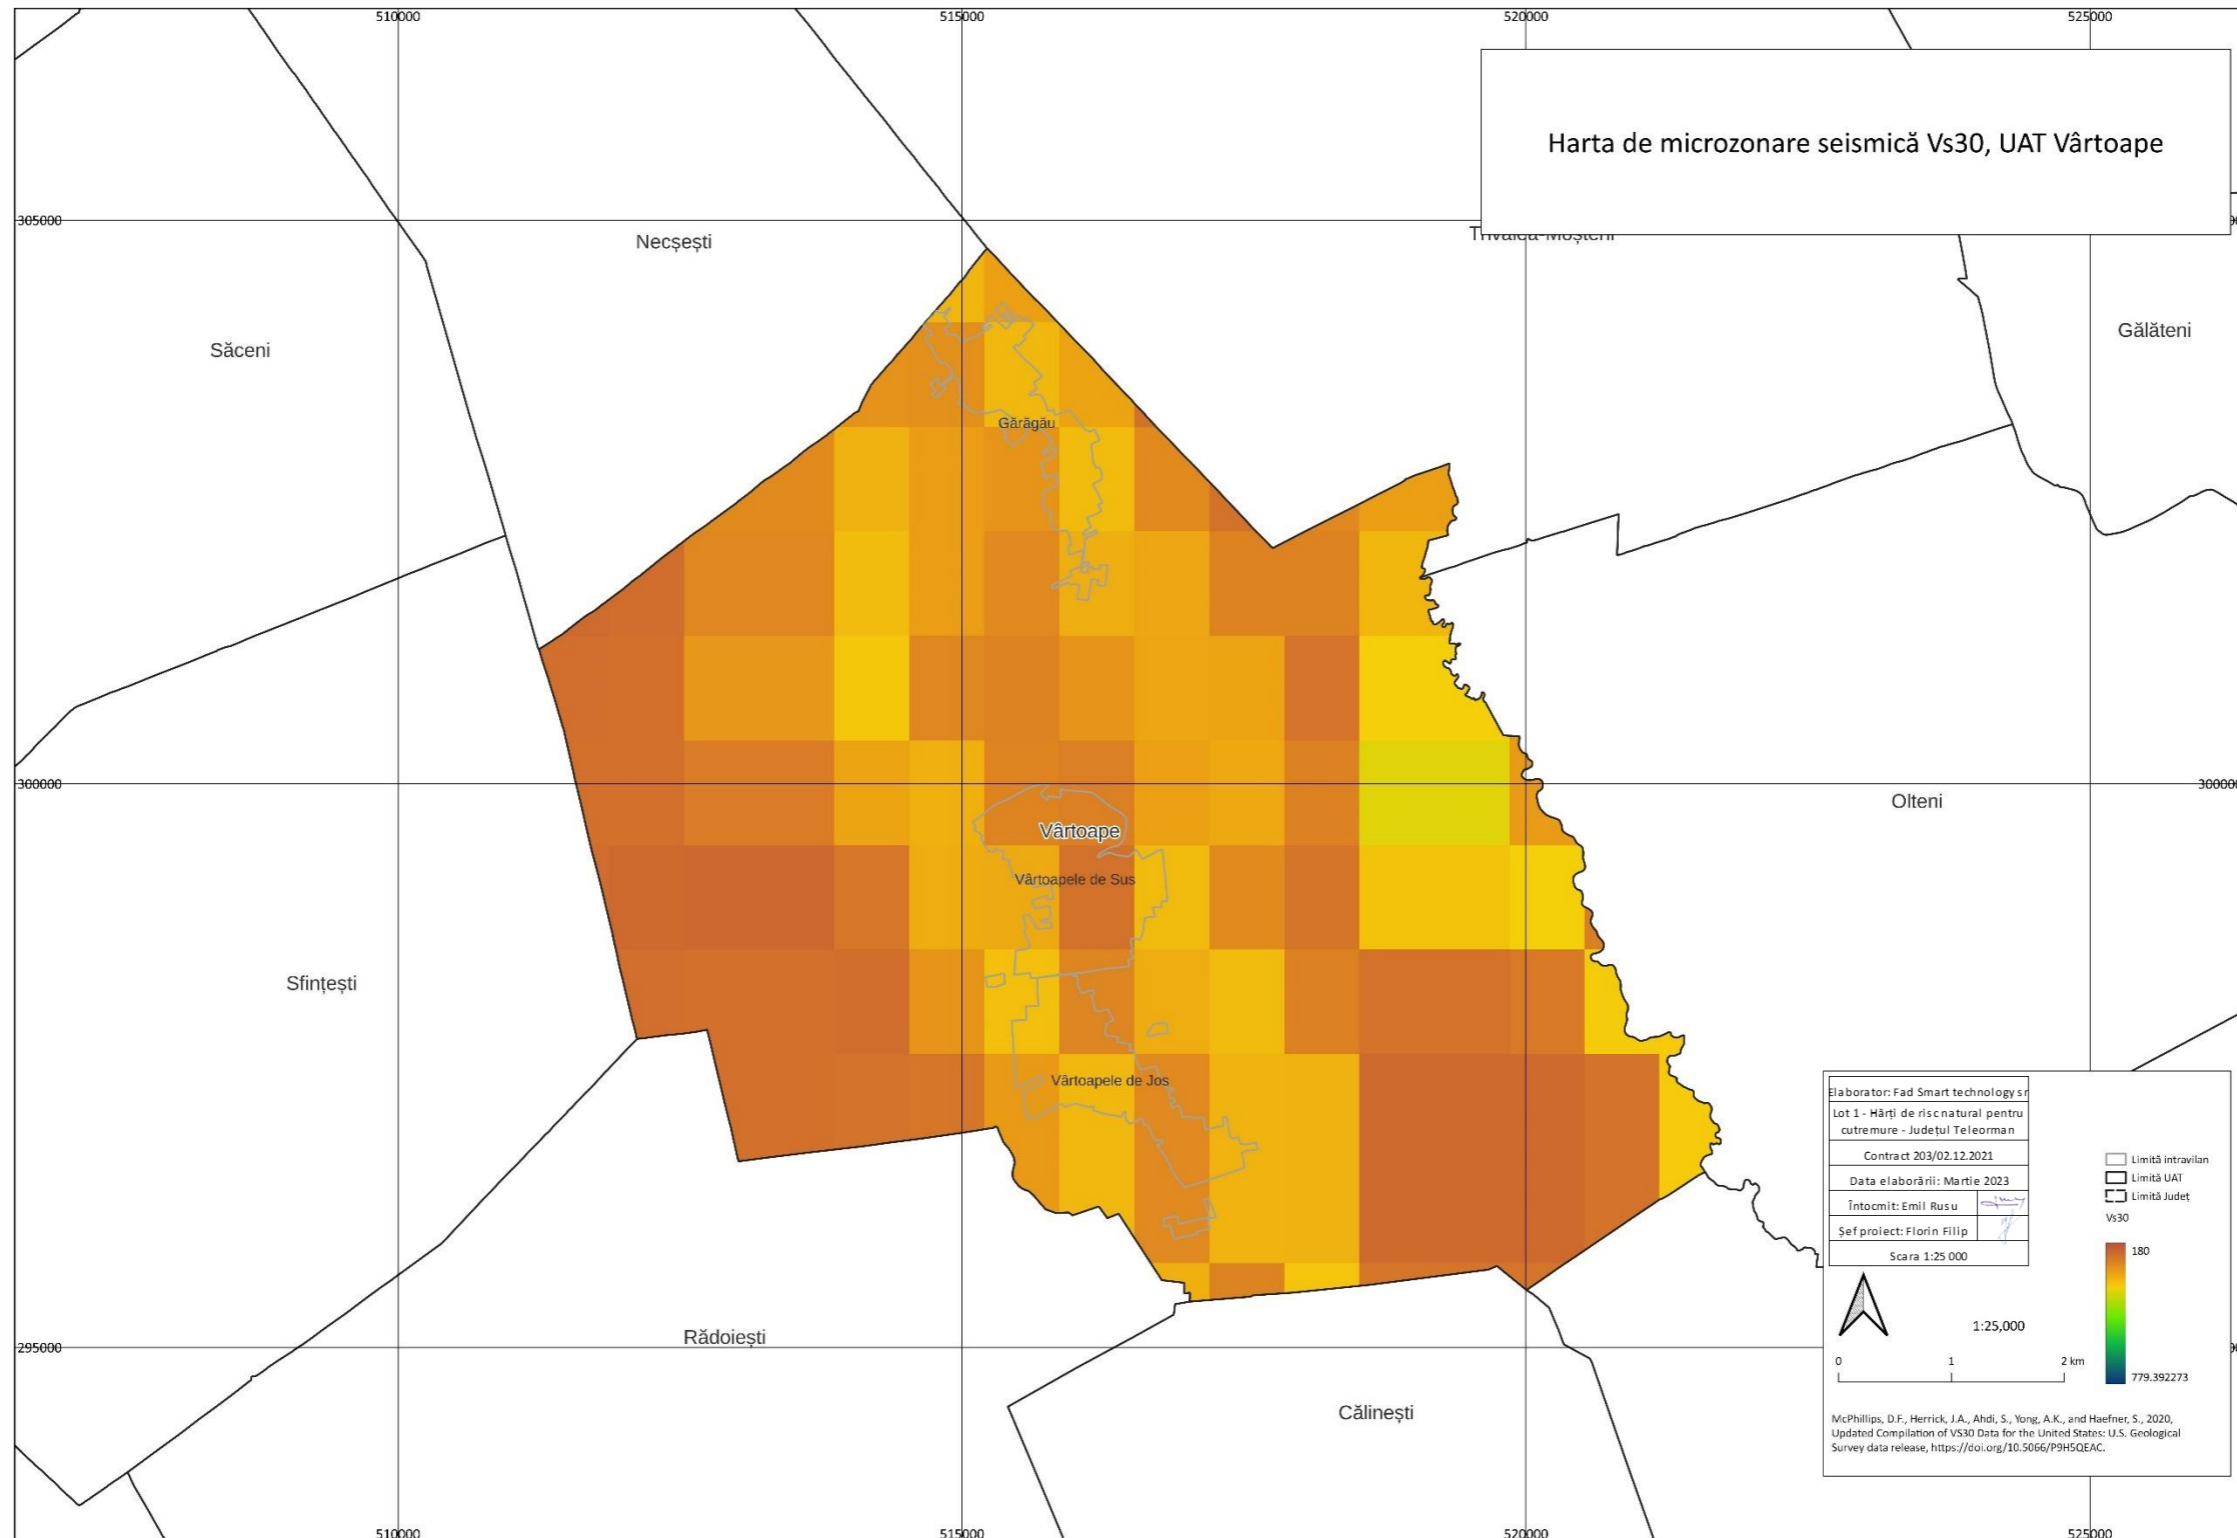 510000
515000
520000
525000
Harta de microzonare seismică Vs30, UAT Vârtoape
305000
Necșești
Trivalea-Moșteni
Gălăteni
Săceni
Gărăgău
300000
300000
Olteni
Vârtoape
Vârtoapele de Sus
Sfințești
Vârtoapele de Jos
Elaborator: Fad Smart technology sr
Lot 1 - Hărți de risc natural pentru
cutremure - Județul Teleorman
Contract 203/02.12.2021
Data elaborării: Martie 2023
Întocmit: Emil Rusu
Șef proiect: Florin Filip
Scara 1:25 000
Limită intravilan
Limită UAT
Limită Județ
Vs30
180
779.392273
1:25,000
0 1 2 km
295000
Rădoiești
Călinești
McPhillips, D.F., Herrick, J.A., Ahdi, S., Yong, A.K., and Haefner, S., 2020,
Updated Compilation of VS30 Data for the United States: U.S. Geological
Survey data release, https://doi.org/10.5066/P9H5QEAC.
510000
515000
520000
525000